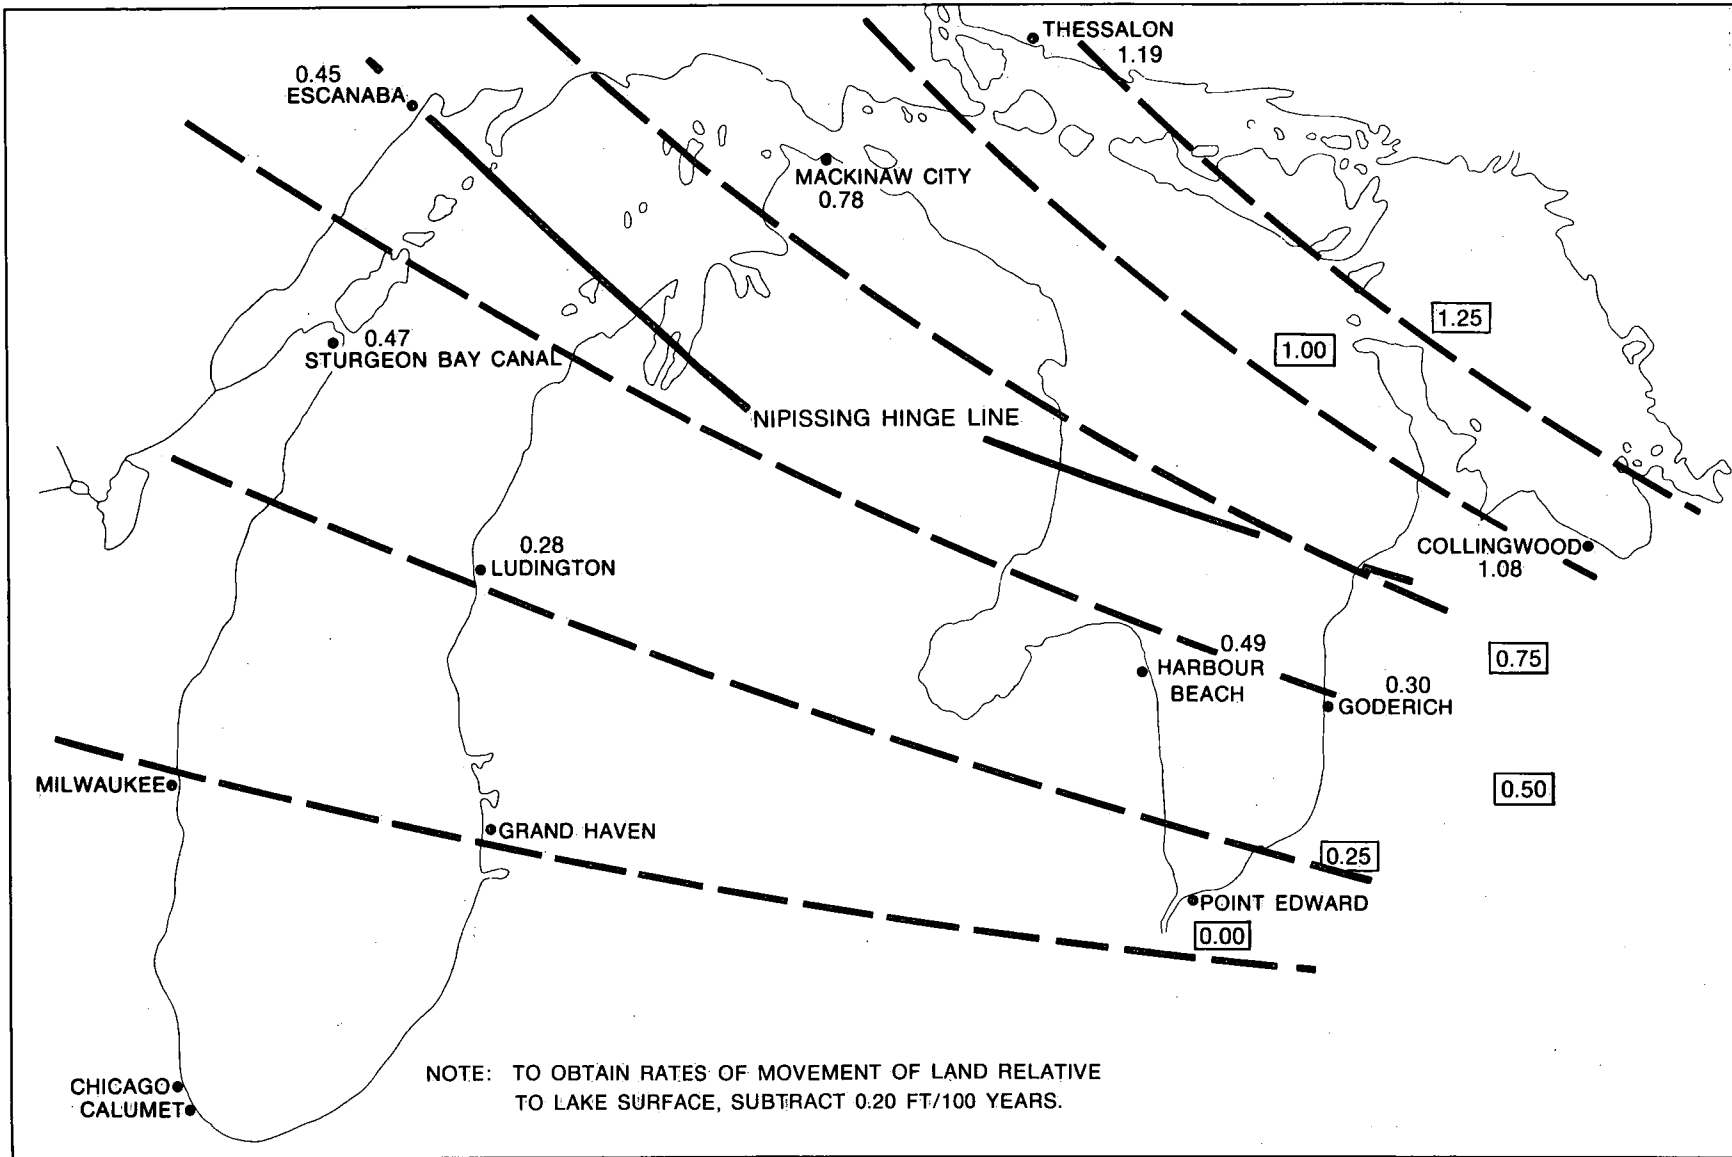 THESSALON
1.19
0.45
ESCANABA
MACKINAW CITY
0.78
1.25
1.00
0.47
STURGEON BAY CANAL
NIPISSING HINGE LINE
COLLINGWOOD
1.08
0.28
LUDINGTON
0.49
HARBOUR
BEACH
0.75
0.30
GODERICH
MILWAUKEE
0.50
GRAND HAVEN
0.25
POINT EDWARD
0.00
NOTE: TO OBTAIN RATES OF MOVEMENT OF LAND RELATIVE
TO LAKE SURFACE, SUBTRACT 0.20 FT/100 YEARS.
CHICAGO
CALUMET